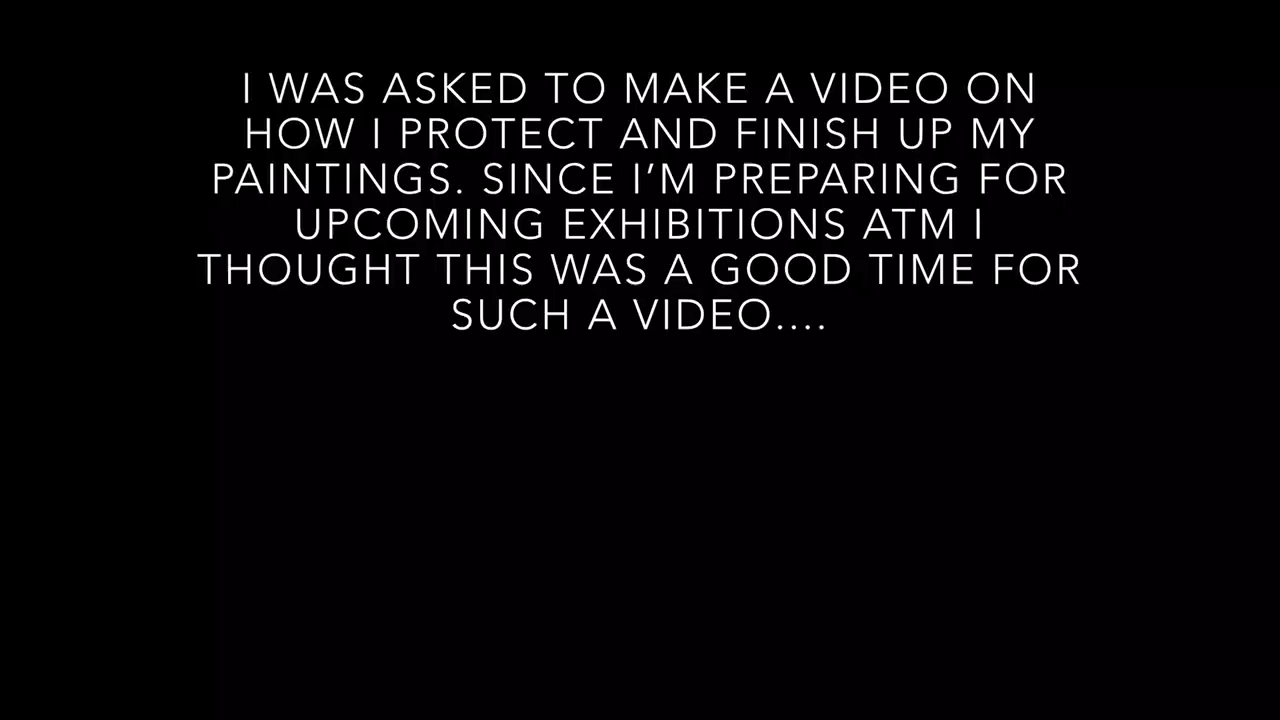 I WAS ASKED TO MAKE A VIDEO ON
HOW I PROTECT AND FINISH UP MY
PAINTINGS. SINCE I’M PREPARING FOR
UPCOMING EXHIBITIONS ATM I
THOUGHT THIS WAS A GOOD TIME FOR
SUCH A VIDEO....